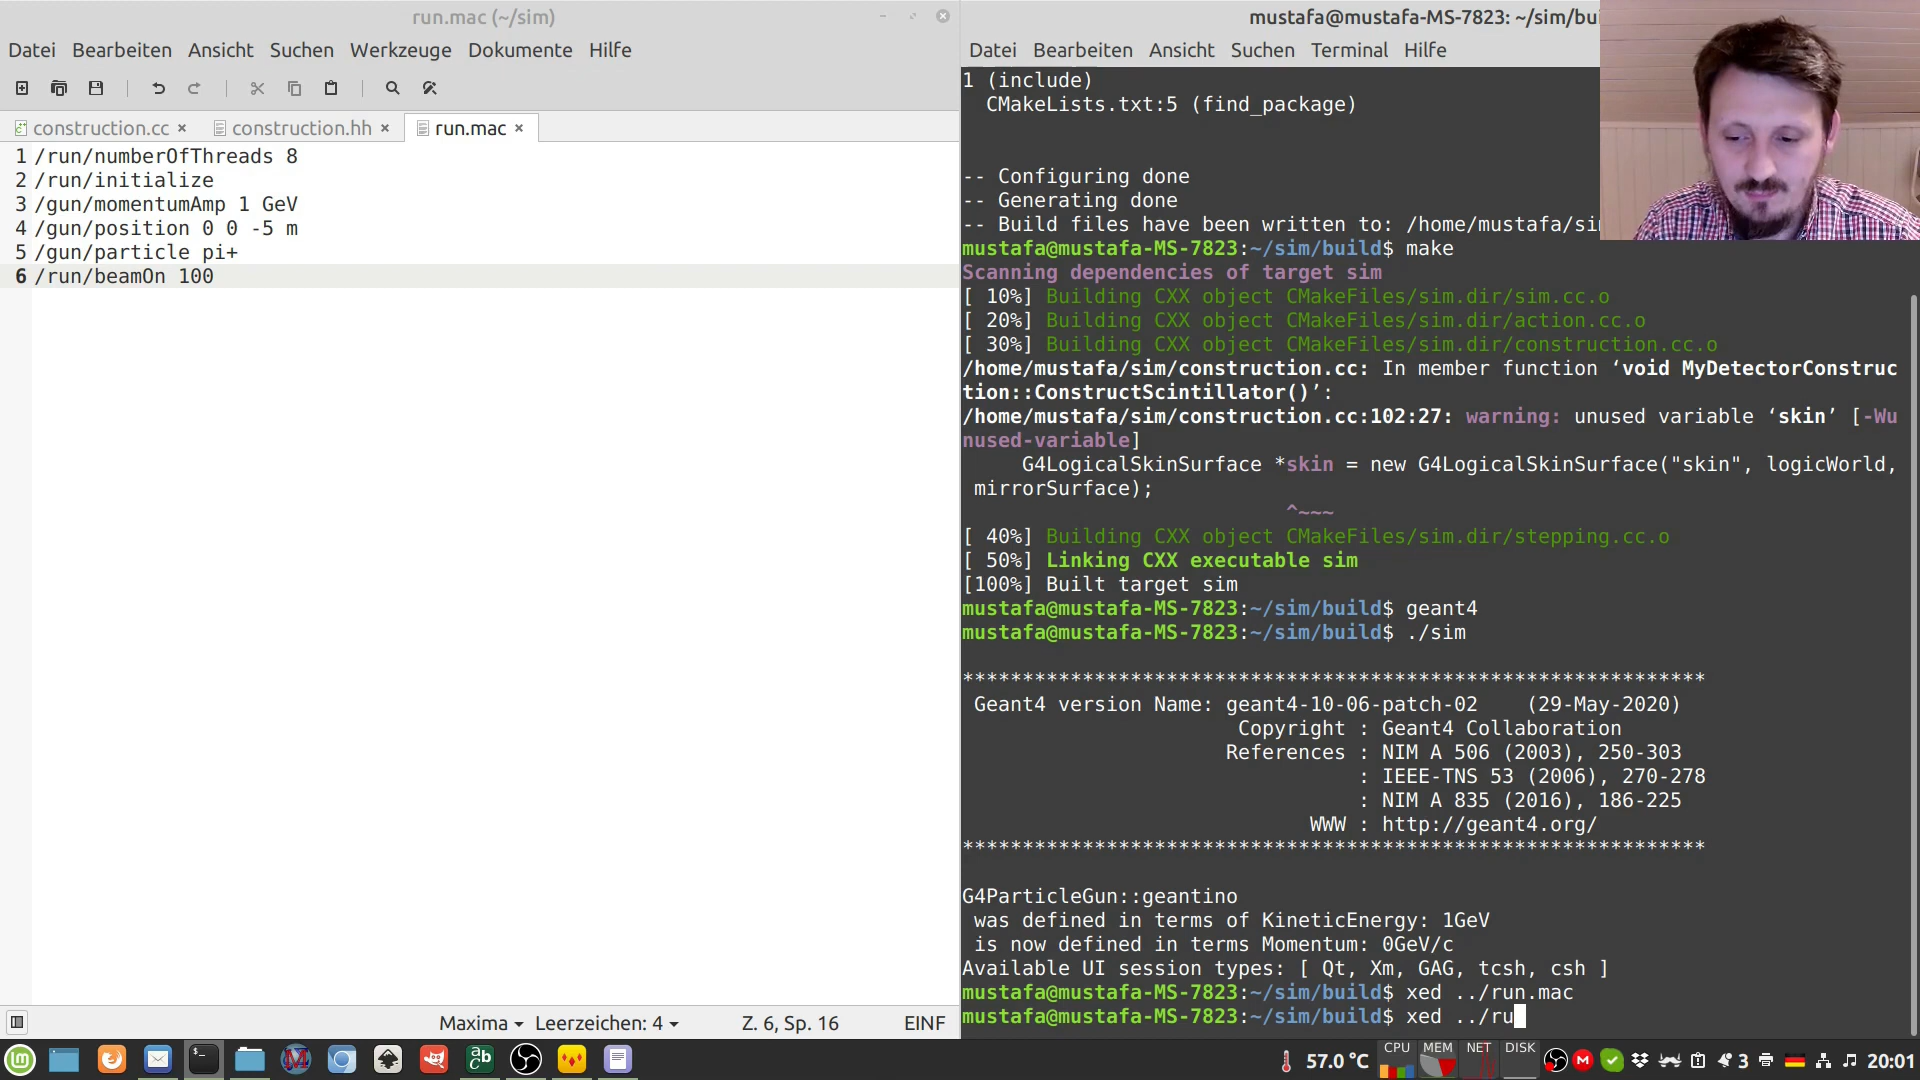 run.mac (~/sim)
Datei Bearbeiten Ansicht Suchen Werkzeuge Dokumente Hilfe
construction.cc × construction.hh × run.mac ×
1 /run/numberOfThreads 8
2 /run/initialize
3 /gun/momentumAmp 1 GeV
4 /gun/position 0 0 -5 m
5 /gun/particle pi+
6 /run/beamOn 100
Maxima Leerzeichen: 4 Z. 6, Sp. 16 EINF
mustafa@mustafa-MS-7823: ~/sim/bui
Datei Bearbeiten Ansicht Suchen Terminal Hilfe
1 (include)
CMakeLists.txt:5 (find_package)
-- Configuring done
-- Generating done
-- Build files have been written to: /home/mustafa/si
mustafa@mustafa-MS-7823:~/sim/build$ make
Scanning dependencies of target sim
[ 10%] Building CXX object CMakeFiles/sim.dir/sim.cc.o
[ 20%] Building CXX object CMakeFiles/sim.dir/action.cc.o
[ 30%] Building CXX object CMakeFiles/sim.dir/construction.cc.o
/home/mustafa/sim/construction.cc: In member function ‘void MyDetectorConstruc
tion::ConstructScintillator()’:
/home/mustafa/sim/construction.cc:102:27: warning: unused variable ‘skin’ [-Wu
nused-variable]
G4LogicalSkinSurface *skin = new G4LogicalSkinSurface("skin", logicWorld,
mirrorSurface);
^~~~
[ 40%] Building CXX object CMakeFiles/sim.dir/stepping.cc.o
[ 50%] Linking CXX executable sim
[100%] Built target sim
mustafa@mustafa-MS-7823:~/sim/build$ geant4
mustafa@mustafa-MS-7823:~/sim/build$ ./sim
**************************************************************
Geant4 version Name: geant4-10-06-patch-02 (29-May-2020)
Copyright : Geant4 Collaboration
References : NIM A 506 (2003), 250-303
: IEEE-TNS 53 (2006), 270-278
: NIM A 835 (2016), 186-225
WWW : http://geant4.org/
**************************************************************
G4ParticleGun::geantino
was defined in terms of KineticEnergy: 1GeV
is now defined in terms Momentum: 0GeV/c
Available UI session types: [ Qt, Xm, GAG, tcsh, csh ]
mustafa@mustafa-MS-7823:~/sim/build$ xed ../run.mac
mustafa@mustafa-MS-7823:~/sim/build$ xed ../ru
57.0 °C CPU MEM NET DISK 3 20:01